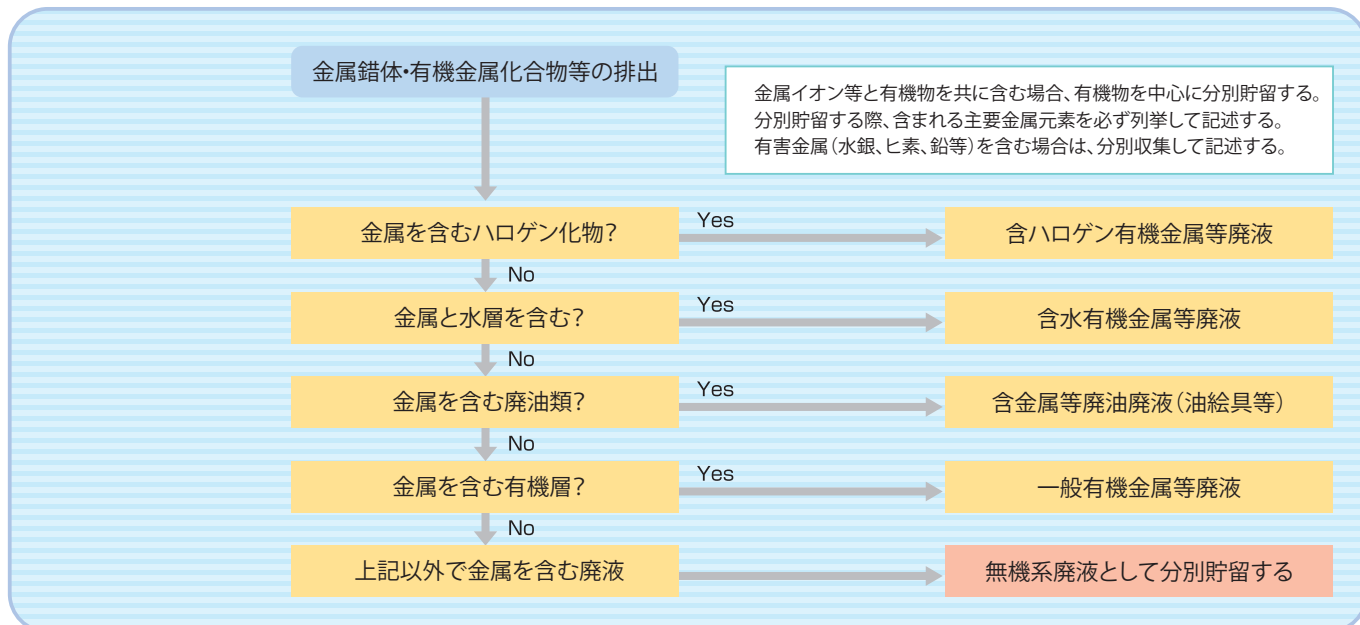 金属錯体・有機金属化合物等の排出
金属イオン等と有機物を共に含む場合、有機物を中心に分別貯留する。
分別貯留する際、含まれる主要金属元素を必ず列挙して記述する。
有害金属（水銀、ヒ素、鉛等）を含む場合は、分別収集して記述する。
金属を含むハロゲン化物？
Yes
含ハロゲン有機金属等廃液
No
金属と水層を含む？
Yes
含水有機金属等廃液
No
金属を含む廃油類？
Yes
含金属等廃油廃液（油絵具等）
No
金属を含む有機層？
Yes
一般有機金属等廃液
No
上記以外で金属を含む廃液
無機系廃液として分別貯留する